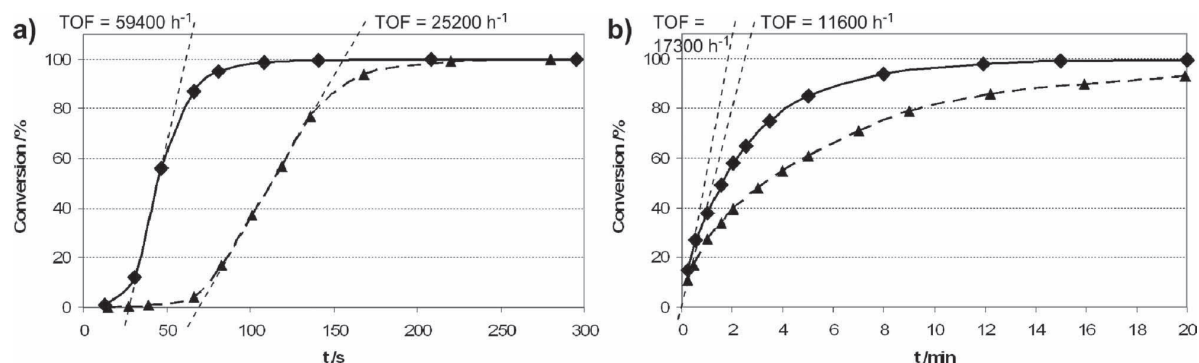 a) TOF = 59400 h⁻¹ TOF = 25200 h⁻¹
100
80
60
40
20
0
Conversion /%
0 50 100 150 200 250 300
t/s
b) TOF = 17300 h⁻¹ TOF = 11600 h⁻¹
100
80
60
40
20
0
Conversion /%
0 2 4 6 8 10 12 14 16 18 20
t/min